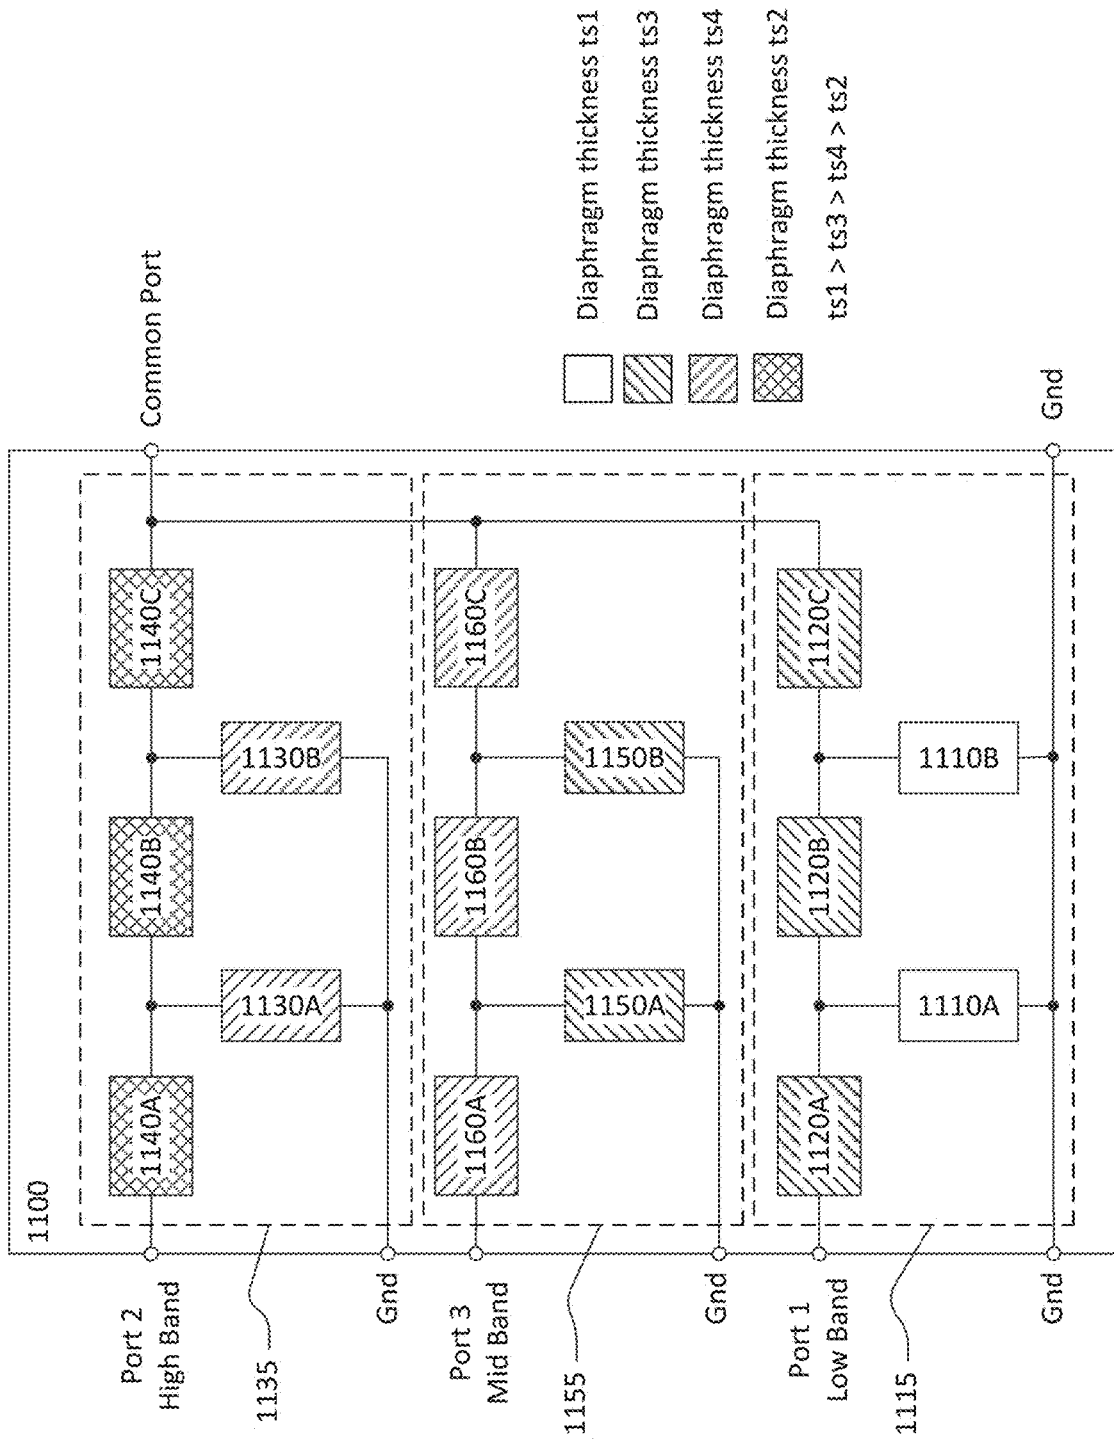 1100
Port 2
High Band
1135
1140A
1140B
1140C
Common Port
1130A
1130B
Gnd
Port 3
Mid Band
1155
1160A
1160B
1160C
1150A
1150B
Gnd
Port 1
Low Band
1115
1120A
1120B
1120C
1110A
1110B
Gnd
Gnd
Diaphragm thickness ts1
Diaphragm thickness ts3
Diaphragm thickness ts4
Diaphragm thickness ts2
ts1 > ts3 > ts4 > ts2